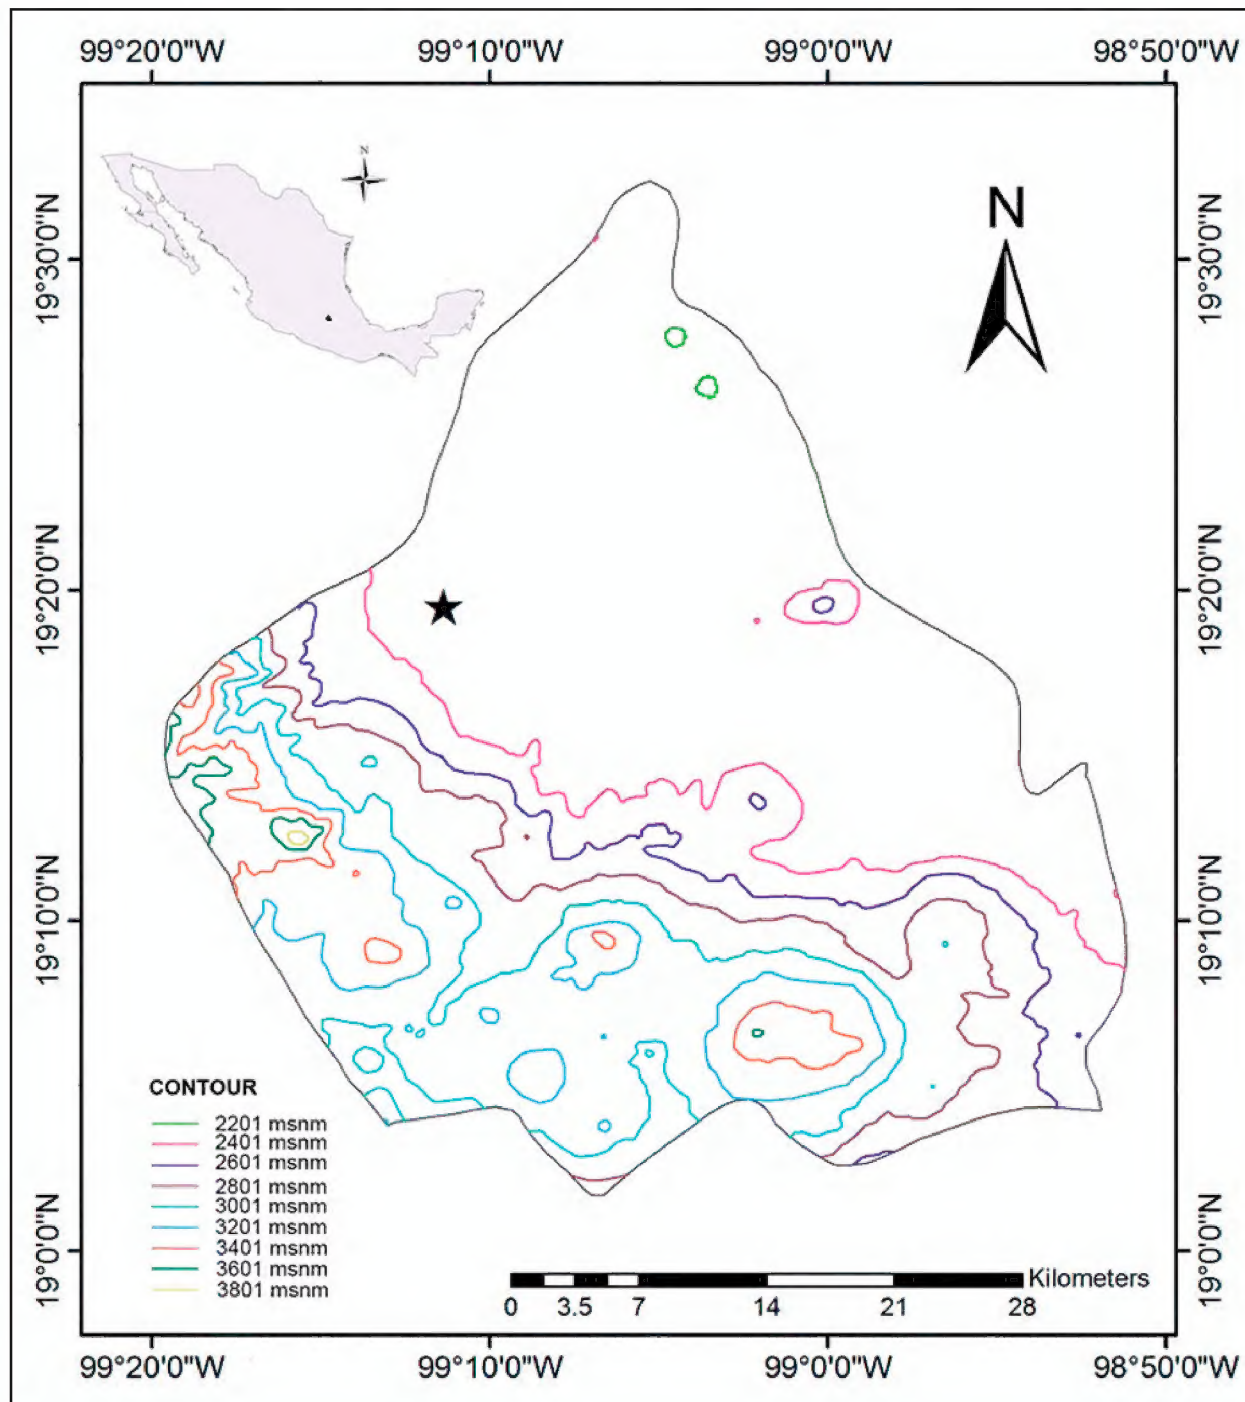 99°20'0"W 99°10'0"W 99°0'0"W 98°50'0"W
N
N
19°30'0"N 19°30'0"N
19°20'0"N 19°20'0"N
19°10'0"N 19°10'0"N
19°0'0"N 19°0'0"N
CONTOUR
2201 msnm
2401 msnm
2601 msnm
2801 msnm
3001 msnm
3201 msnm
3401 msnm
3601 msnm
3801 msnm
Kilometers
0 3.5 7 14 21 28
99°20'0"W 99°10'0"W 99°0'0"W 98°50'0"W